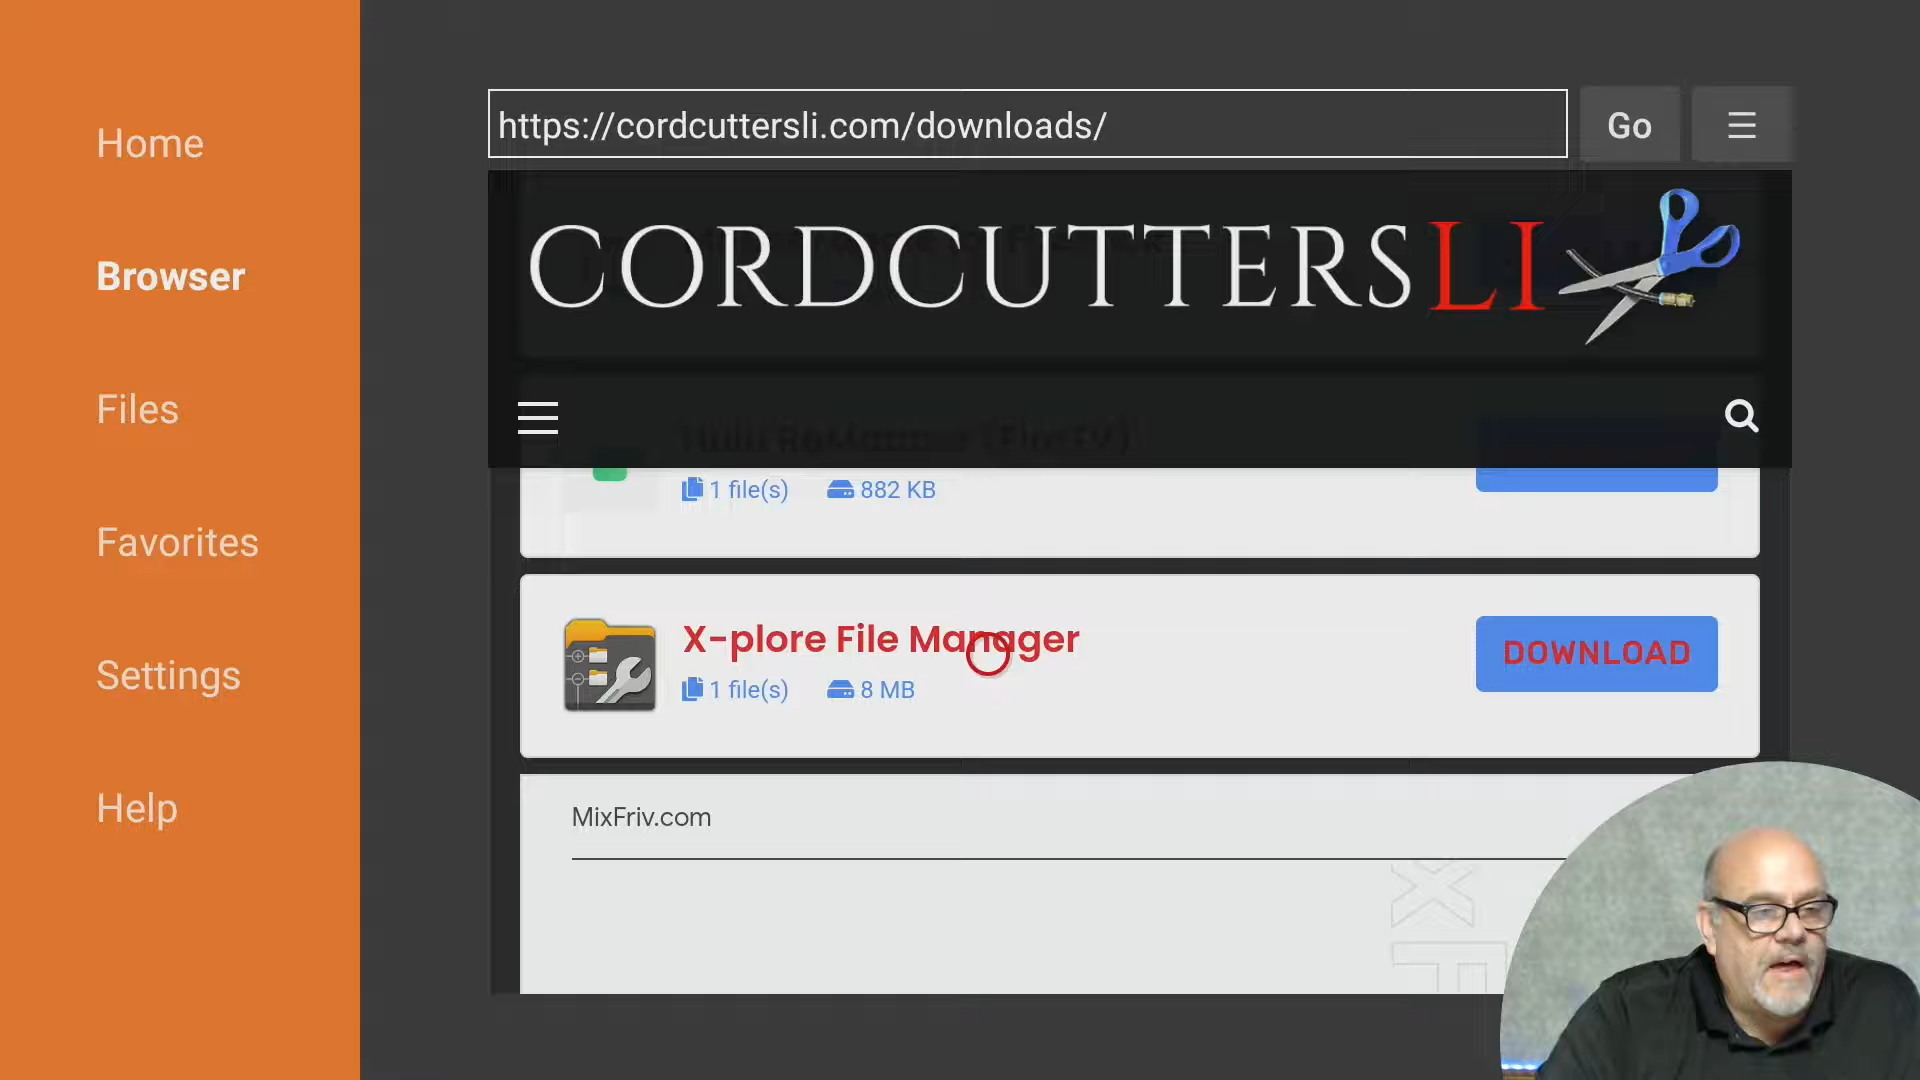 Home
Browser
Files
Favorites
Settings
Help
https://cordcuttersli.com/downloads/
Go
CORDCUTTERSLI
1 file(s) 882 KB
X-plore File Manager
1 file(s) 8 MB
DOWNLOAD
MixFriv.com